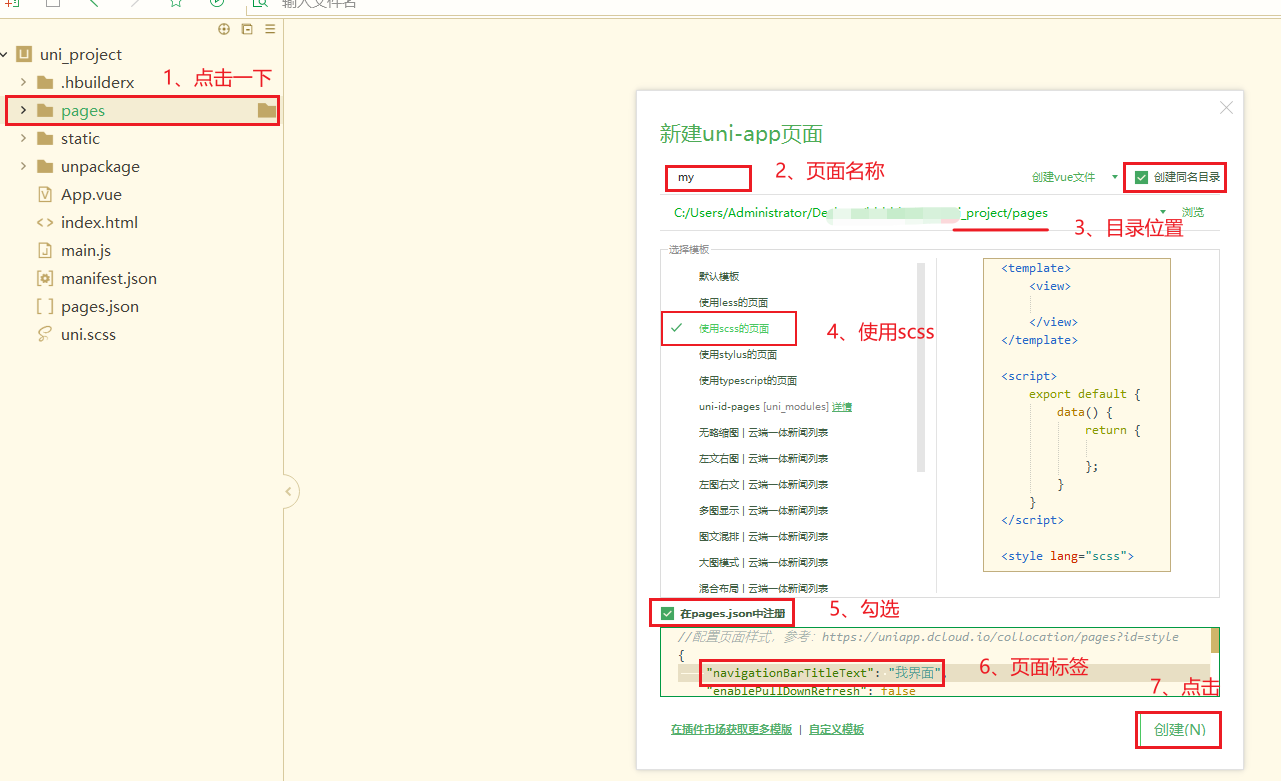 输入文件名
uni_project
.hbuilderx
1、点击一下
pages
static
unpackage
App.vue
index.html
main.js
manifest.json
pages.json
uni.scss
新建uni-app页面
my
2、页面名称
创建vue文件
创建同名目录
C:/Users/Administrator/De
_project/pages
浏览
3、目录位置
选择模板
默认模板
使用less的页面
使用scss的页面
4、使用scss
使用stylus的页面
使用typescript的页面
uni-id-pages [uni_modules] 详情
无略缩图 | 云端一体新闻列表
左文右图 | 云端一体新闻列表
左图右文 | 云端一体新闻列表
多图显示 | 云端一体新闻列表
图文混排 | 云端一体新闻列表
大图模式 | 云端一体新闻列表
混合布局 | 云端一体新闻列表
<template>
<view>
</view>
</template>
<script>
export default {
data() {
return {
};
}
}
</script>
<style lang="scss">
在pages.json中注册
5、勾选
//配置页面样式，参考：https://uniapp.dcloud.io/collocation/pages?id=style
{
"navigationBarTitleText": "我界面",
6、页面标签
"enablePullDownRefresh": false
7、点击
在插件市场获取更多模版 | 自定义模板
创建(N)